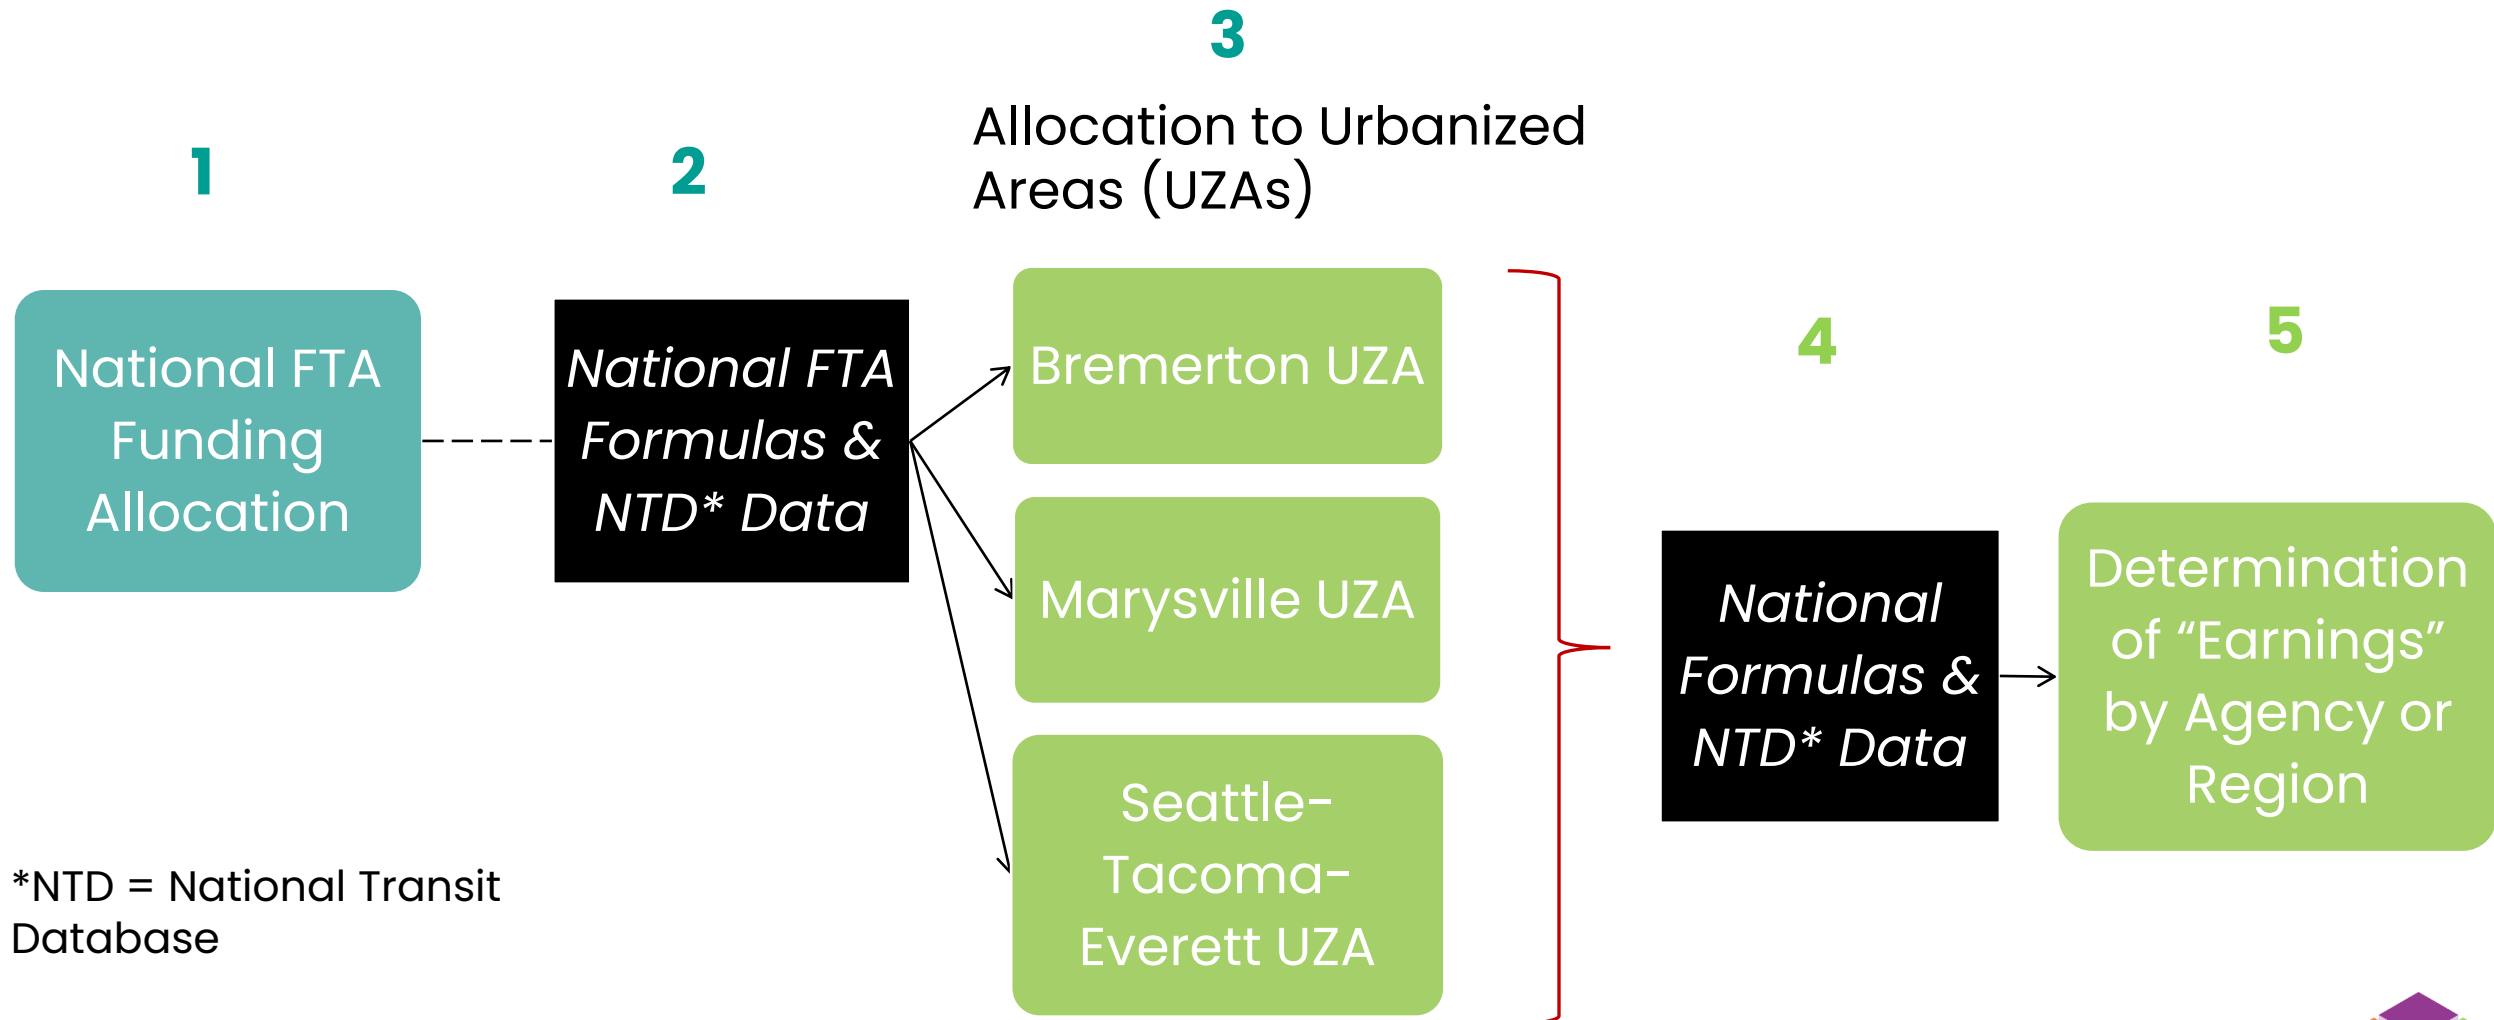 1
National FTA
Funding
Allocation
2
National FTA
Formulas &
NTD* Data
3
Allocation to Urbanized
Areas (UZAs)
Bremerton UZA
Marysville UZA
Seattle-
Tacoma-
Everett UZA
4
National
Formulas &
NTD* Data
5
Determination
of “Earnings”
by Agency or
Region
*NTD = National Transit
Database